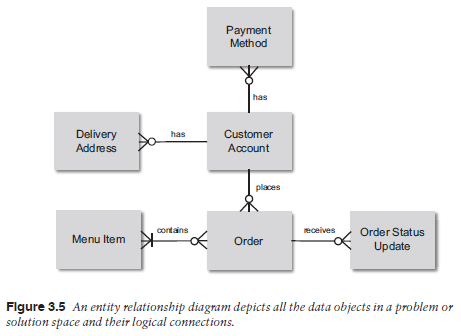 Payment
Method
has
Delivery
Address
has
Customer
Account
places
Menu Item
contains
Order
receives
Order Status
Update
Figure 3.5 An entity relationship diagram depicts all the data objects in a problem or
solution space and their logical connections.